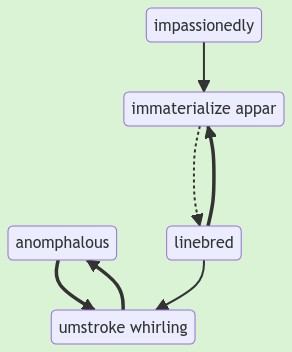 impassionedly
immaterialize appar
anomphalous
linebred
umstroke whirling